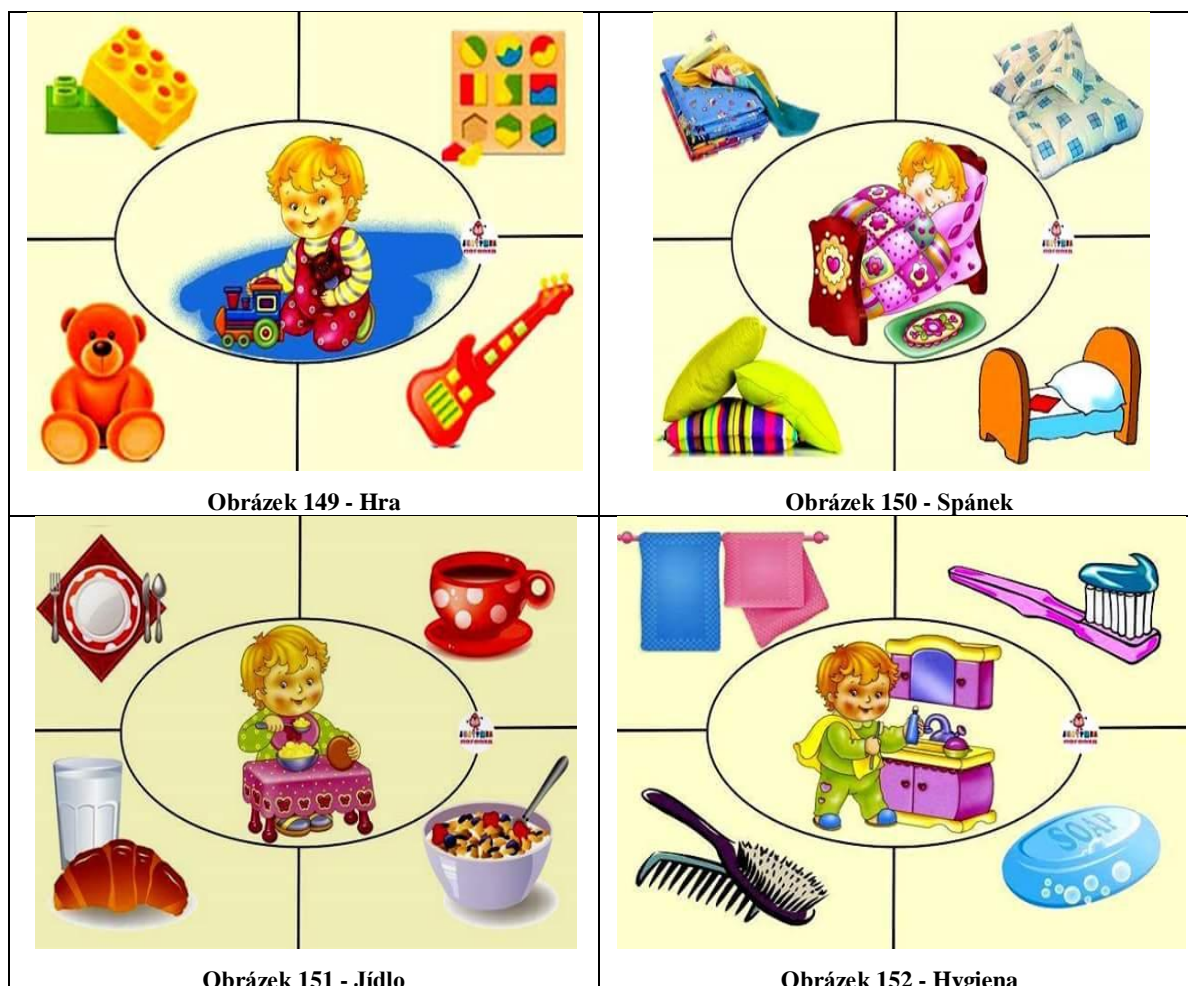 Obrázek 149 - Hra
Obrázek 150 - Spánek
Obrázek 151 - Jídlo
SOAP
Obrázek 152 - Hygiena